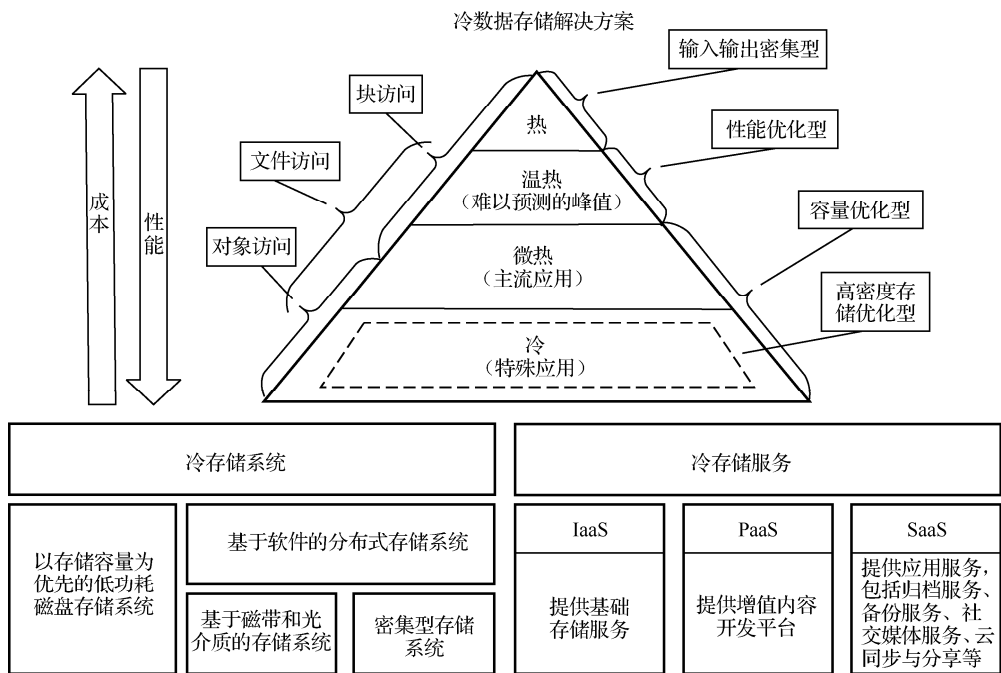 冷数据存储解决方案
输入输出密集型
块访问
热
性能优化型
文件访问
温热
（难以预测的峰值）
成
本
性
能
容量优化型
对象访问
微热
（主流应用）
高密度存
储优化型
冷
（特殊应用）
冷存储系统
冷存储服务
以存储容量为
优先的低功耗
磁盘存储系统
基于软件的分布式存储系统
基于磁带和光
介质的存储系统
密集型存储
系统
IaaS
提供基础
存储服务
PaaS
提供增值内容
开发平台
SaaS
提供应用服务，
包括归档服务、
备份服务、社
交媒体服务、云
同步与分享等